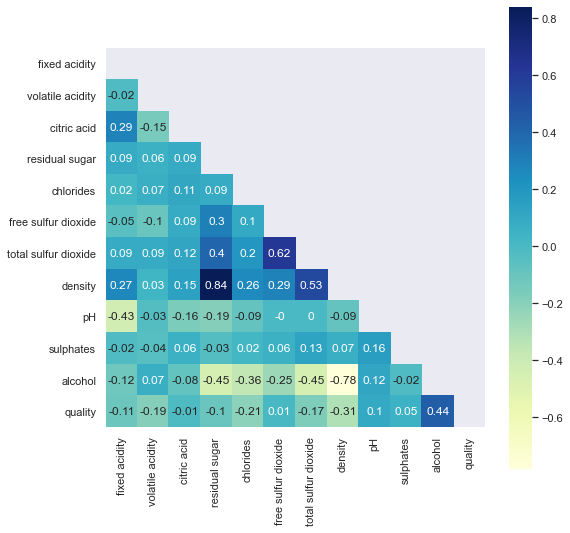 0.8
fixed acidity
volatile acidity -0.02
0.6
citric acid 0.29 -0.15
residual sugar 0.09 0.06 0.09
0.4
chlorides 0.02 0.07 0.11 0.09
free sulfur dioxide -0.05 -0.1 0.09 0.3 0.1
0.2
total sulfur dioxide 0.09 0.09 0.12 0.4 0.2 0.62
0.0
density 0.27 0.03 0.15 0.84 0.26 0.29 0.53
−0.2
pH -0.43 -0.03 -0.16 -0.19 -0.09 -0 0 -0.09
sulphates -0.02 -0.04 0.06 -0.03 0.02 0.06 0.13 0.07 0.16
−0.4
alcohol -0.12 0.07 -0.08 -0.45 -0.36 -0.25 -0.45 -0.78 0.12 -0.02
quality -0.11 -0.19 -0.01 -0.1 -0.21 0.01 -0.17 -0.31 0.1 0.05 0.44
−0.6
fixed acidity
volatile acidity
citric acid
residual sugar
chlorides
free sulfur dioxide
total sulfur dioxide
density
pH
sulphates
alcohol
quality